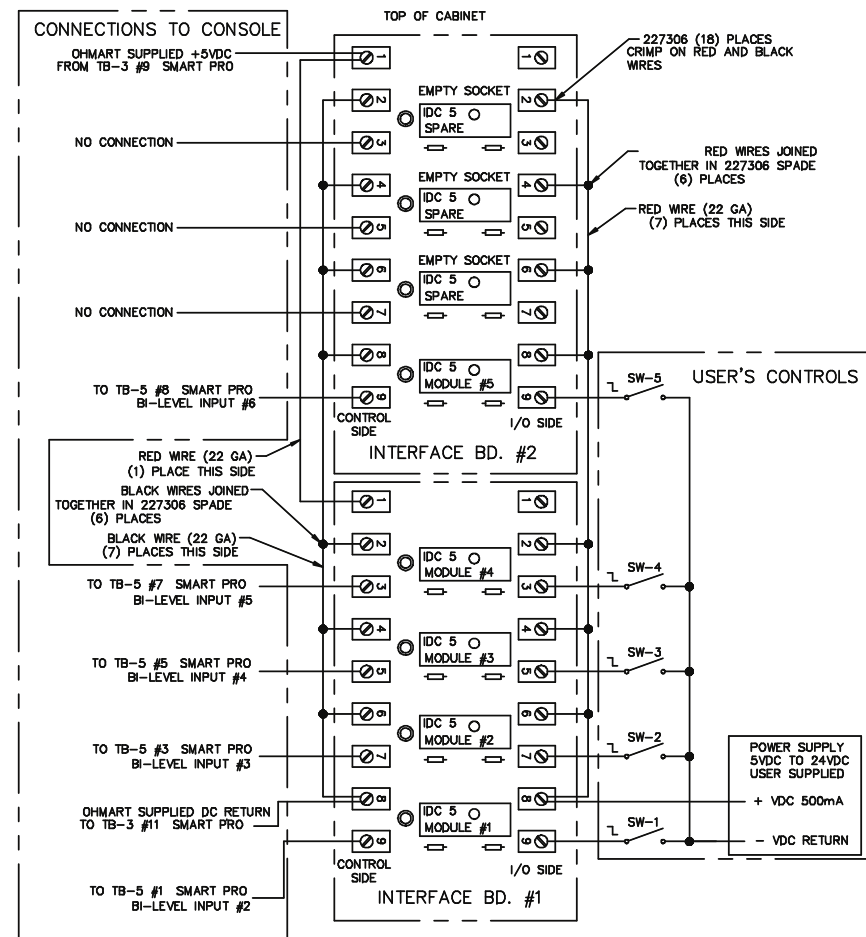 CONNECTIONS TO CONSOLE
OHMART SUPPLIED +5VDC
FROM TB-3 #9 SMART PRO
NO CONNECTION
NO CONNECTION
NO CONNECTION
TO TB-5 #8 SMART PRO
BI-LEVEL INPUT #6
RED WIRE (22 GA)
(1) PLACE THIS SIDE
BLACK WIRES JOINED
TOGETHER IN 227306 SPADE
(6) PLACES
BLACK WIRE (22 GA)
(7) PLACES THIS SIDE
TO TB-5 #7 SMART PRO
BI-LEVEL INPUT #5
TO TB-5 #5 SMART PRO
BI-LEVEL INPUT #4
TO TB-5 #3 SMART PRO
BI-LEVEL INPUT #3
OHMART SUPPLIED DC RETURN
TO TB-3 #11 SMART PRO
TO TB-5 #1 SMART PRO
BI-LEVEL INPUT #2
TOP OF CABINET
1
1
EMPTY SOCKET
2
IDC 5
SPARE
2
3
3
EMPTY SOCKET
4
IDC 5
SPARE
4
5
5
EMPTY SOCKET
6
IDC 5
SPARE
6
7
7
8
IDC 5
MODULE #5
8
9
9
CONTROL
SIDE
I/O SIDE
INTERFACE BD. #2
1
1
2
IDC 5
MODULE #4
2
3
3
4
IDC 5
MODULE #3
4
5
5
6
IDC 5
MODULE #2
6
7
7
8
IDC 5
MODULE #1
8
9
9
CONTROL
SIDE
I/O SIDE
INTERFACE BD. #1
227306 (18) PLACES
CRIMP ON RED AND BLACK
WIRES
RED WIRES JOINED
TOGETHER IN 227306 SPADE
(6) PLACES
RED WIRE (22 GA)
(7) PLACES THIS SIDE
USER'S CONTROLS
SW-5
SW-4
SW-3
SW-2
SW-1
POWER SUPPLY
5VDC TO 24VDC
USER SUPPLIED
+ VDC 500mA
- VDC RETURN